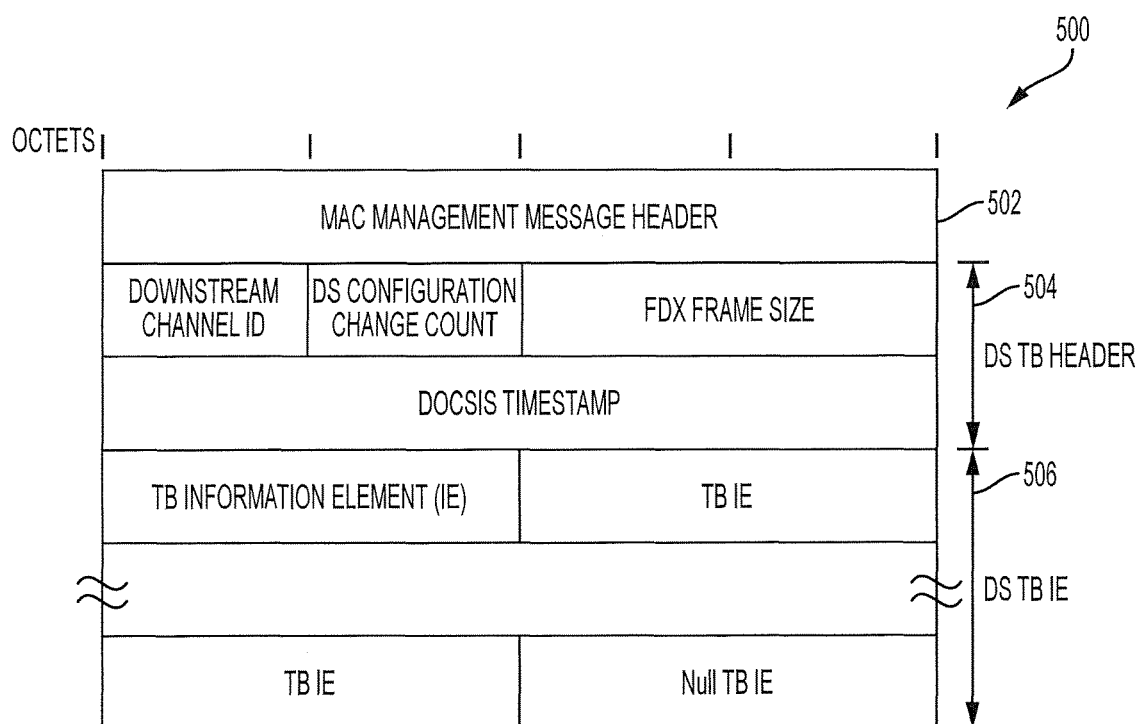 500
OCTETS
MAC MANAGEMENT MESSAGE HEADER
502
DOWNSTREAM
CHANNEL ID
DS CONFIGURATION
CHANGE COUNT
FDX FRAME SIZE
504
DS TB HEADER
DOCSIS TIMESTAMP
TB INFORMATION ELEMENT (IE)
TB IE
506
DS TB IE
TB IE
Null TB IE